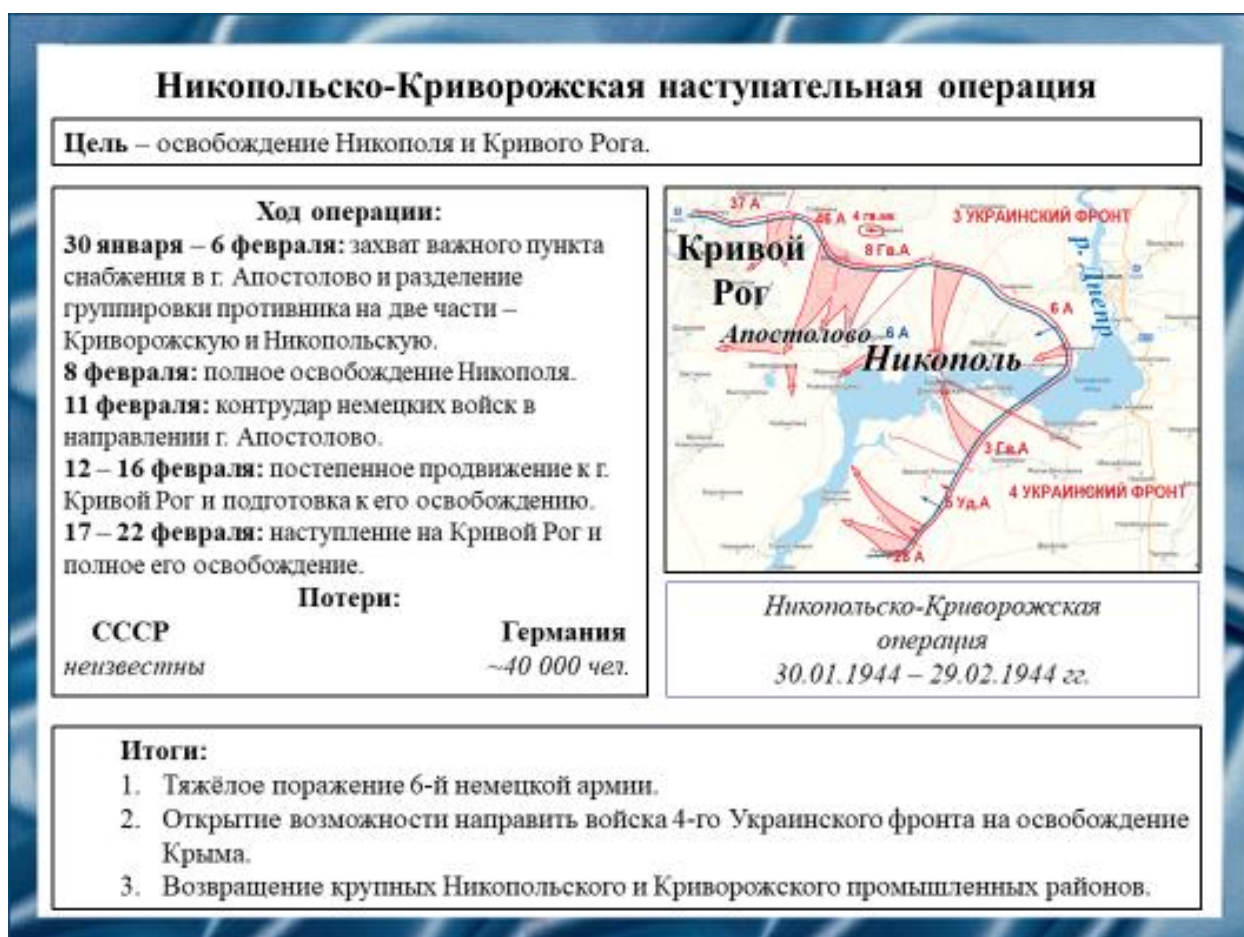 Никопольско-Криворожская наступательная операция
Цель – освобождение Никополя и Кривого Рога.
Ход операции:
30 января – 6 февраля: захват важного пункта
снабжения в г. Апостолово и разделение
группировки противника на две части –
Криворожскую и Никопольскую.
8 февраля: полное освобождение Никополя.
11 февраля: контрудар немецких войск в
направлении г. Апостолово.
12 – 16 февраля: постепенное продвижение к г.
Кривой Рог и подготовка к его освобождению.
17 – 22 февраля: наступление на Кривой Рог и
полное его освобождение.
Потери:
СССР Германия
неизвестны ~40 000 чел.
37 А
46 А
8 Гв.А
3 УКРАИНСКИЙ ФРОНТ
Кривой
Рог
р. Днепр
6 А
Апостолово
6 А
Никополь
3 Гв.А
5 Уд.А
4 УКРАИНСКИЙ ФРОНТ
28 А
Никопольско-Криворожская
операция
30.01.1944 – 29.02.1944 гг.
Итоги:
1. Тяжёлое поражение 6-й немецкой армии.
2. Открытие возможности направить войска 4-го Украинского фронта на освобождение
Крыма.
3. Возвращение крупных Никопольского и Криворожского промышленных районов.